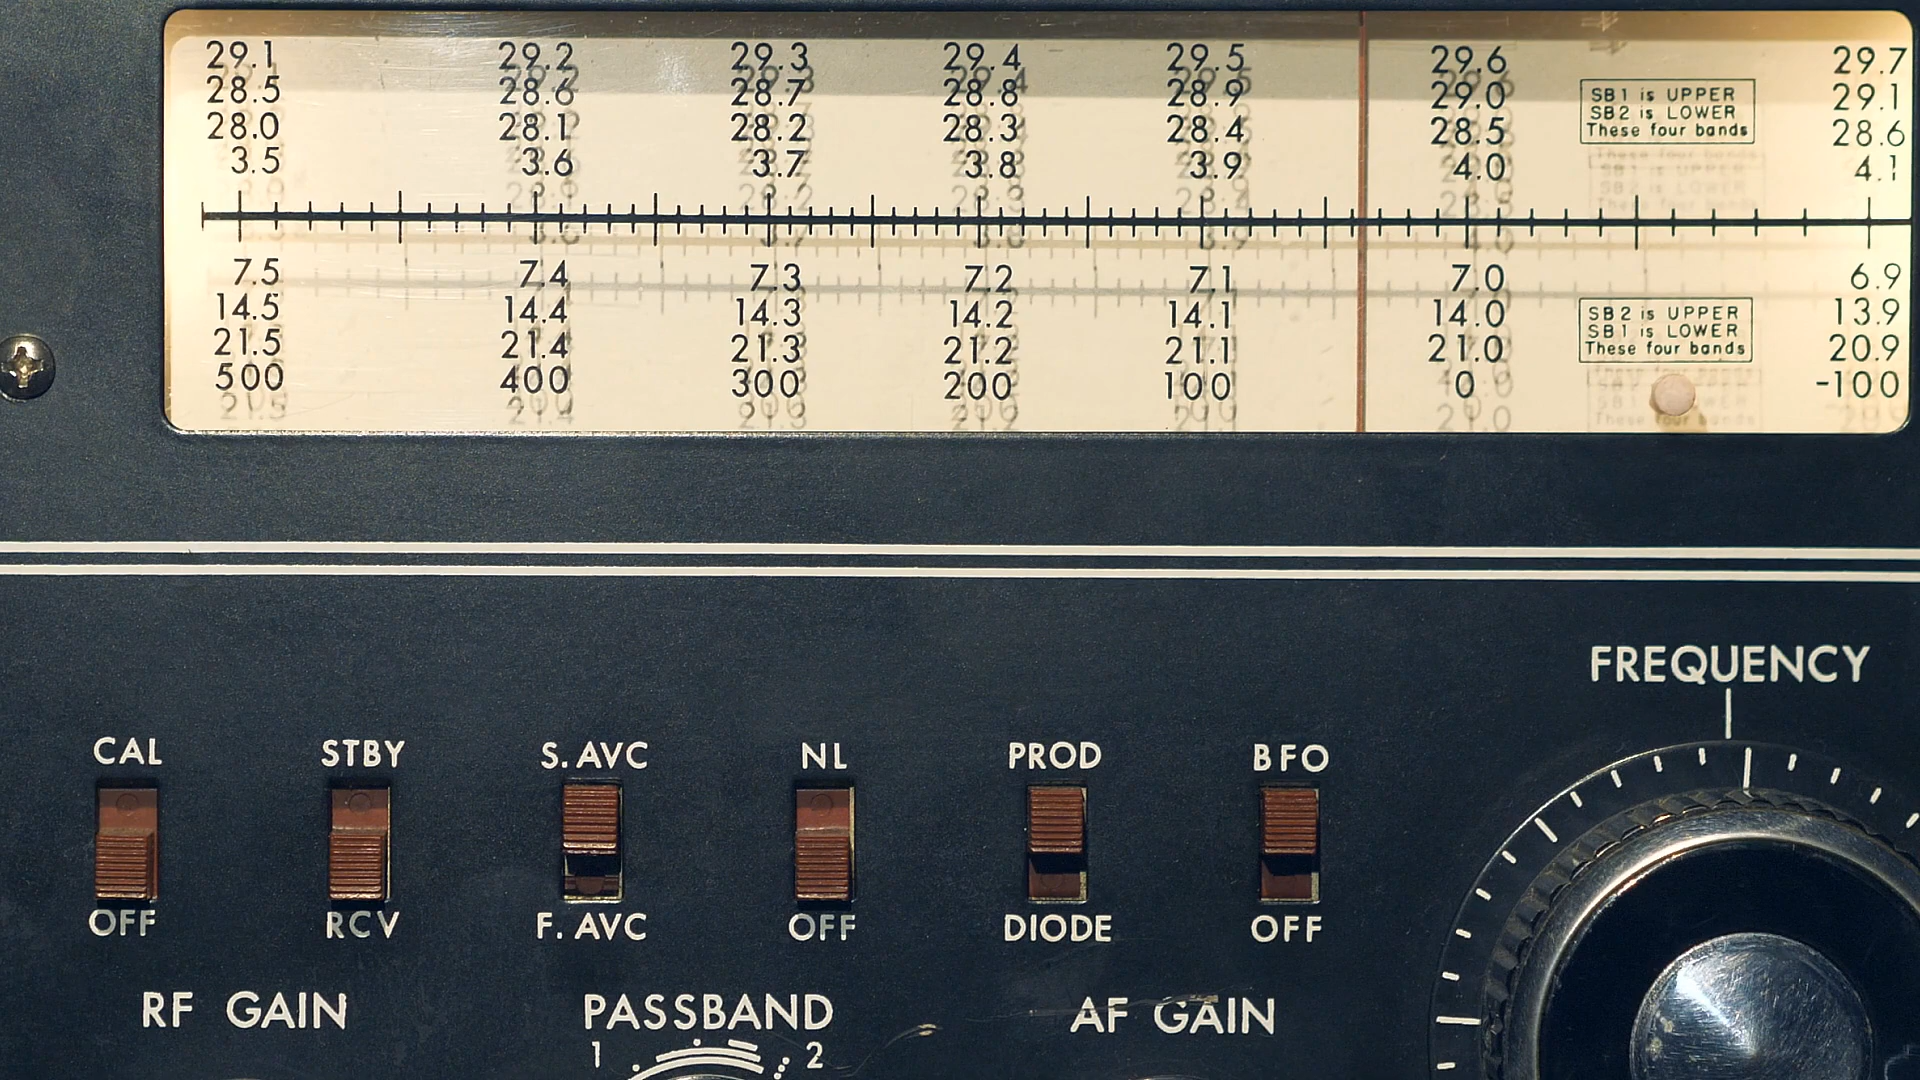 29.1 29.2 29.3 29.4 29.5 29.6 29.7
28.5 28.6 28.7 28.8 28.9 29.0 29.1
28.0 28.1 28.2 28.3 28.4 28.5 28.6
3.5 3.6 3.7 3.8 3.9 4.0 4.1
SB1 is UPPER
SB2 is LOWER
These four bands
7.5 7.4 7.3 7.2 7.1 7.0 6.9
14.5 14.4 14.3 14.2 14.1 14.0 13.9
21.5 21.4 21.3 21.2 21.1 21.0 20.9
500 400 300 200 100 0 -100
SB2 is UPPER
SB1 is LOWER
These four bands
FREQUENCY
CAL STBY S. AVC NL PROD BFO
OFF RCV F. AVC OFF DIODE OFF
RF GAIN PASSBAND AF GAIN
1 2